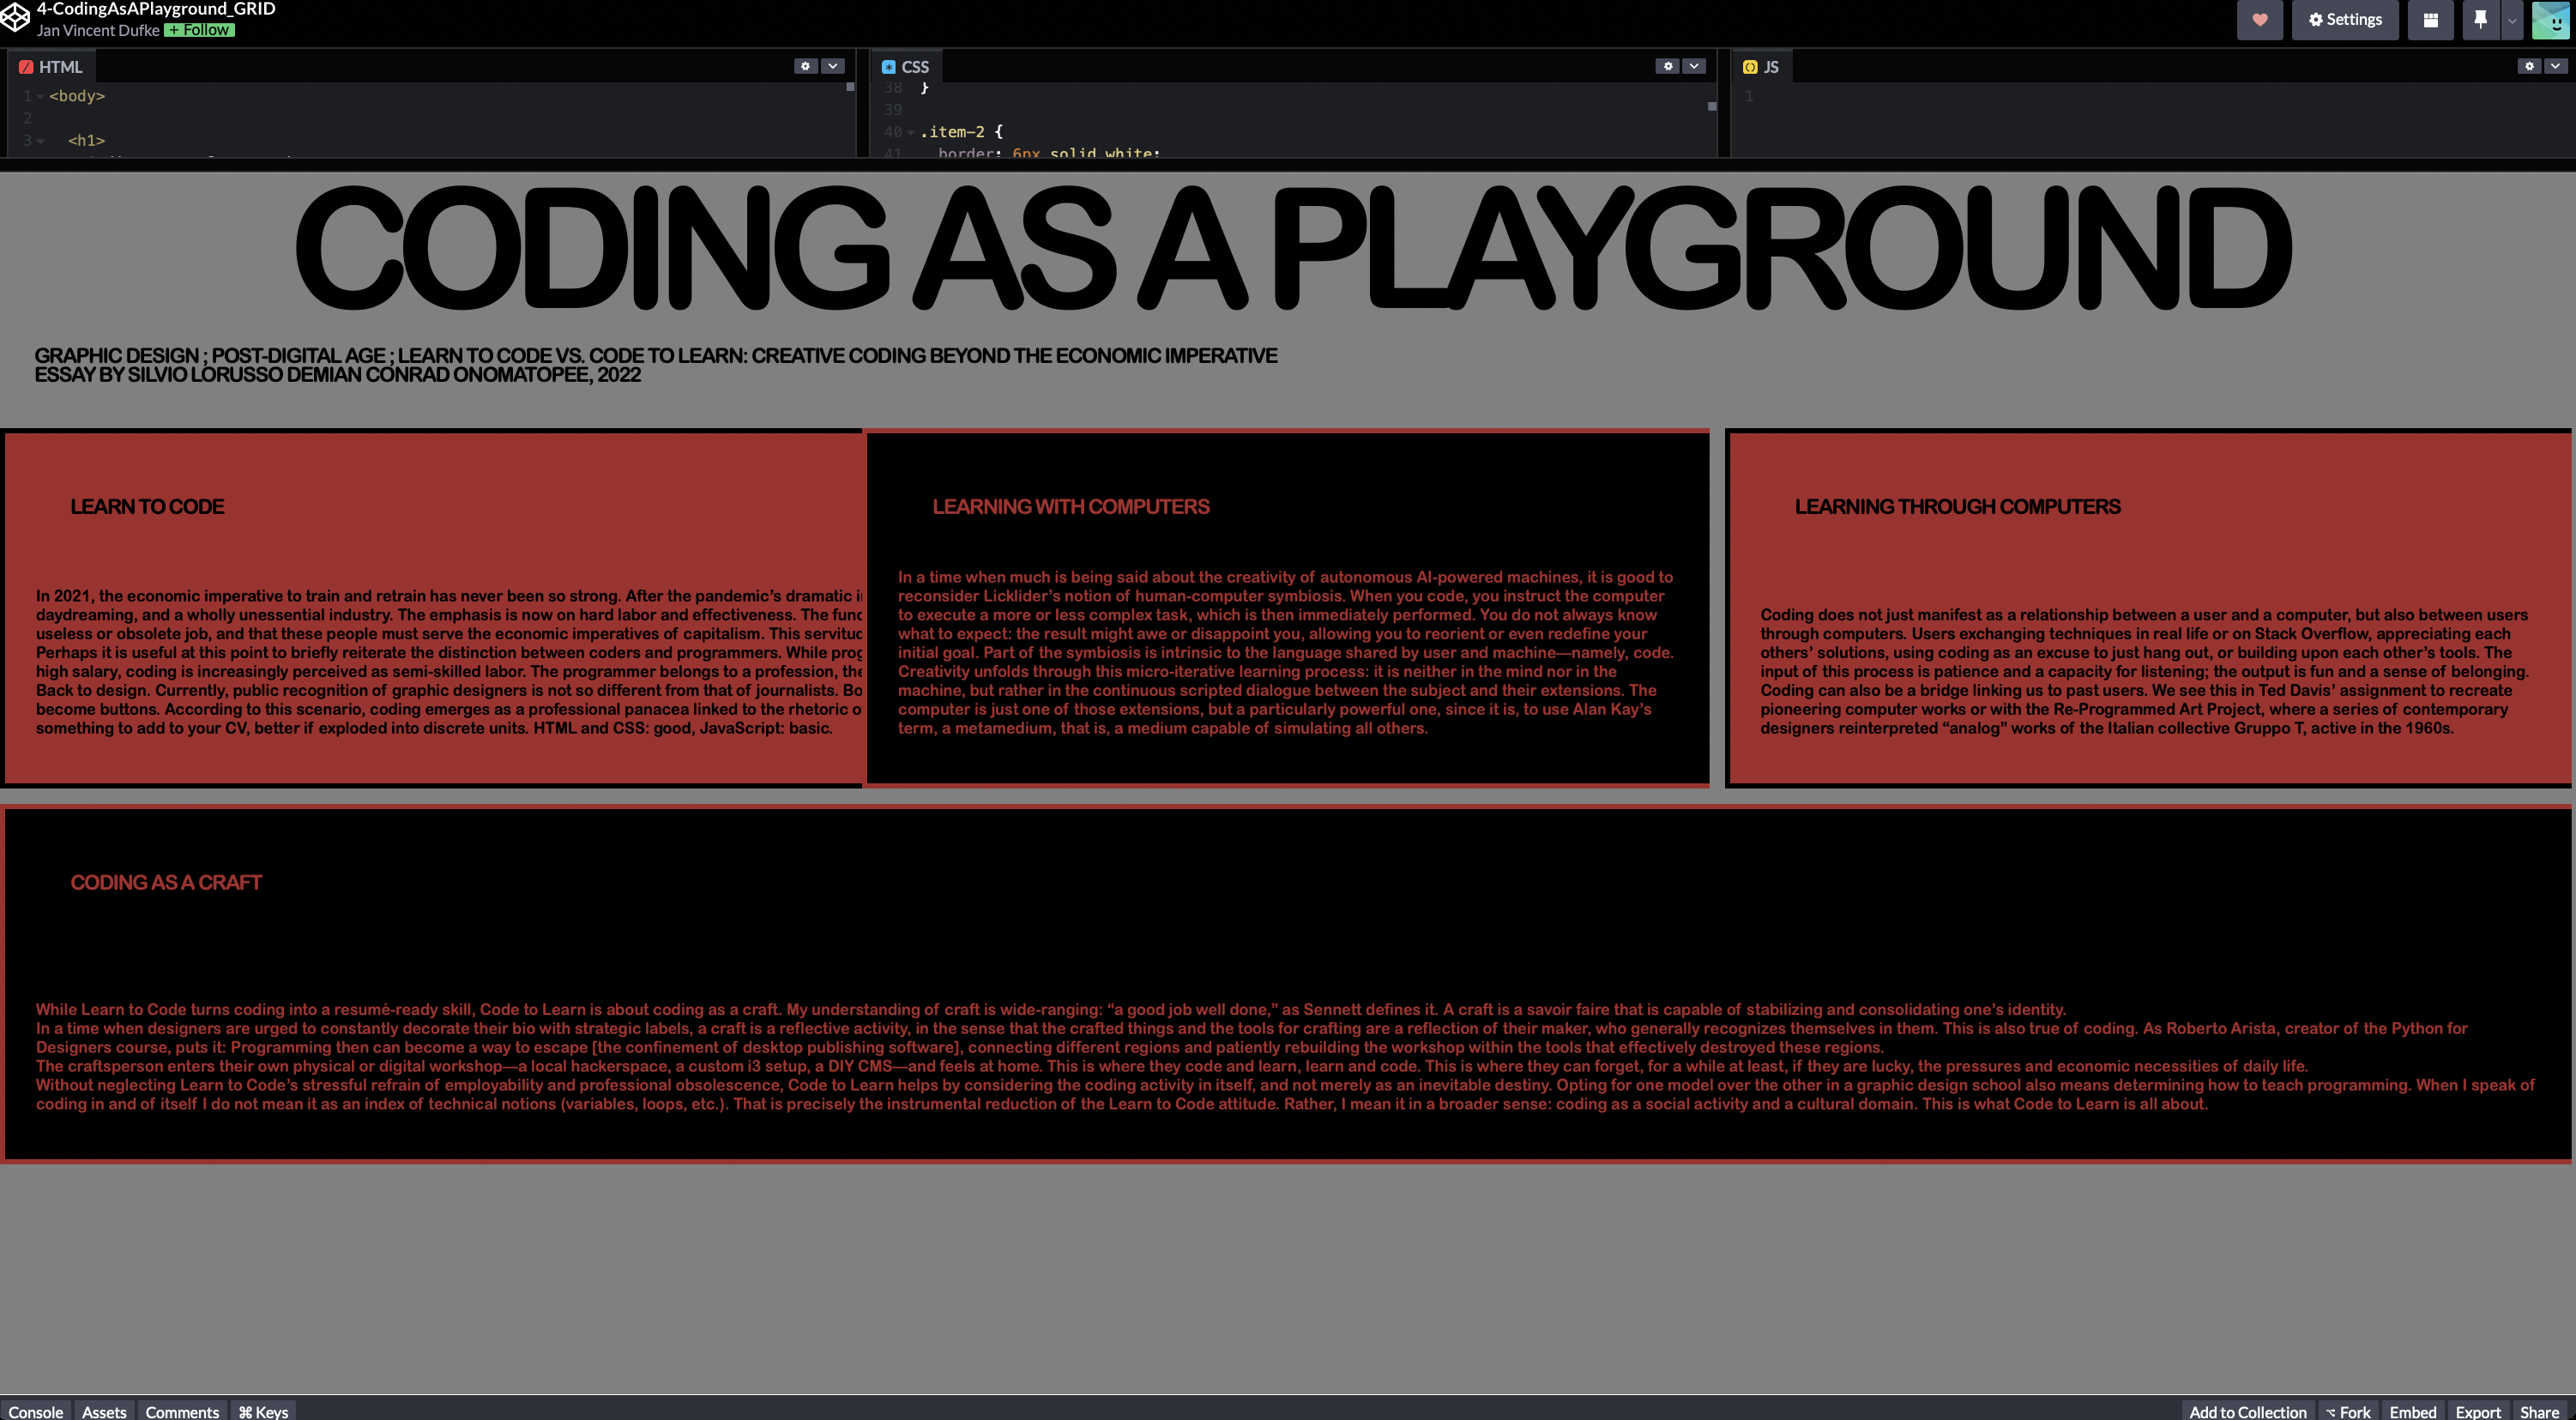 4-CodingAsAPlayground_GRID
Jan Vincent Dufke + Follow
Settings
HTML
1 <body>
2
3 <h1>
CSS
38 }
39
40 .item-2 {
41 border: 6px solid white;
JS
1
CODING AS A PLAYGROUND
GRAPHIC DESIGN ; POST-DIGITAL AGE ; LEARN TO CODE VS. CODE TO LEARN: CREATIVE CODING BEYOND THE ECONOMIC IMPERATIVE
ESSAY BY SILVIO LORUSSO DEMIAN CONRAD ONOMATOPEE, 2022
LEARN TO CODE
In 2021, the economic imperative to train and retrain has never been so strong. After the pandemic’s dramatic
daydreaming, and a wholly unessential industry. The emphasis is now on hard labor and effectiveness. The func
useless or obsolete job, and that these people must serve the economic imperatives of capitalism. This servitud
Perhaps it is useful at this point to briefly reiterate the distinction between coders and programmers. While prog
high salary, coding is increasingly perceived as semi-skilled labor. The programmer belongs to a profession, the
Back to design. Currently, public recognition of graphic designers is not so different from that of journalists. Bo
become buttons. According to this scenario, coding emerges as a professional panacea linked to the rhetoric o
something to add to your CV, better if exploded into discrete units. HTML and CSS: good, JavaScript: basic.
LEARNING WITH COMPUTERS
In a time when much is being said about the creativity of autonomous AI-powered machines, it is good to
reconsider Licklider’s notion of human-computer symbiosis. When you code, you instruct the computer
to execute a more or less complex task, which is then immediately performed. You do not always know
what to expect: the result might awe or disappoint you, allowing you to reorient or even redefine your
initial goal. Part of the symbiosis is intrinsic to the language shared by user and machine—namely, code.
Creativity unfolds through this micro-iterative learning process: it is neither in the mind nor in the
machine, but rather in the continuous scripted dialogue between the subject and their extensions. The
computer is just one of those extensions, but a particularly powerful one, since it is, to use Alan Kay’s
term, a metamedium, that is, a medium capable of simulating all others.
LEARNING THROUGH COMPUTERS
Coding does not just manifest as a relationship between a user and a computer, but also between users
through computers. Users exchanging techniques in real life or on Stack Overflow, appreciating each
others’ solutions, using coding as an excuse to just hang out, or building upon each other’s tools. The
input of this process is patience and a capacity for listening; the output is fun and a sense of belonging.
Coding can also be a bridge linking us to past users. We see this in Ted Davis’ assignment to recreate
pioneering computer works or with the Re-Programmed Art Project, where a series of contemporary
designers reinterpreted “analog” works of the Italian collective Gruppo T, active in the 1960s.
CODING AS A CRAFT
While Learn to Code turns coding into a resumé-ready skill, Code to Learn is about coding as a craft. My understanding of craft is wide-ranging: “a good job well done,” as Sennett defines it. A craft is a savoir faire that is capable of stabilizing and consolidating one’s identity.
In a time when designers are urged to constantly decorate their bio with strategic labels, a craft is a reflective activity, in the sense that the crafted things and the tools for crafting are a reflection of their maker, who generally recognizes themselves in them. This is also true of coding. As Roberto Arista, creator of the Python for
Designers course, puts it: Programming then can become a way to escape [the confinement of desktop publishing software], connecting different regions and patiently rebuilding the workshop within the tools that effectively destroyed these regions.
The craftsperson enters their own physical or digital workshop—a local hackerspace, a custom i3 setup, a DIY CMS—and feels at home. This is where they code and learn, learn and code. This is where they can forget, for a while at least, if they are lucky, the pressures and economic necessities of daily life.
Without neglecting Learn to Code’s stressful refrain of employability and professional obsolescence, Code to Learn helps by considering the coding activity in itself, and not merely as an inevitable destiny. Opting for one model over the other in a graphic design school also means determining how to teach programming. When I speak of
coding in and of itself I do not mean it as an index of technical notions (variables, loops, etc.). That is precisely the instrumental reduction of the Learn to Code attitude. Rather, I mean it in a broader sense: coding as a social activity and a cultural domain. This is what Code to Learn is all about.
Console Assets Comments ⌘ Keys
Add to Collection Fork Embed Export Share